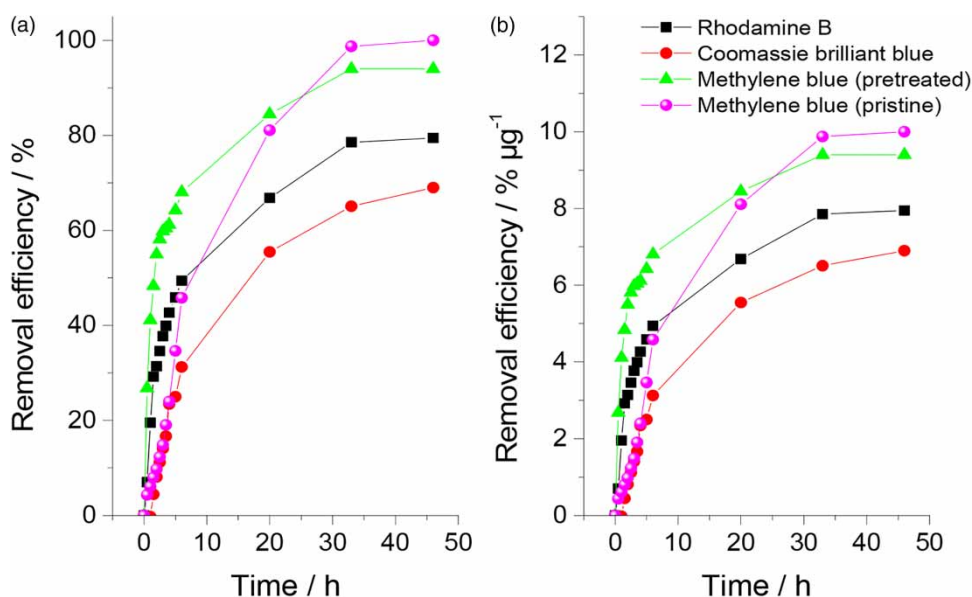 (a)
Removal efficiency / %
100
80
60
40
20
0
0 10 20 30 40 50
Time / h
(b)
Removal efficiency / % µg⁻¹
12
10
8
6
4
2
0
0 10 20 30 40 50
Time / h
Rhodamine B
Coomassie brilliant blue
Methylene blue (pretreated)
Methylene blue (pristine)